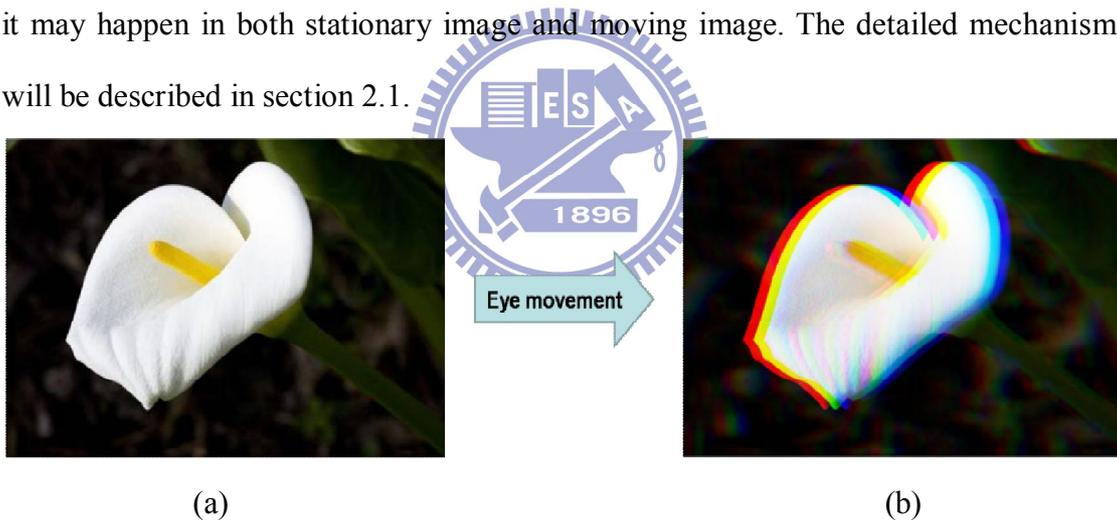 it may happen in both stationary image and moving image. The detailed mechanism
will be described in section 2.1.
E S A
1896
Eye movement
(a)
(b)